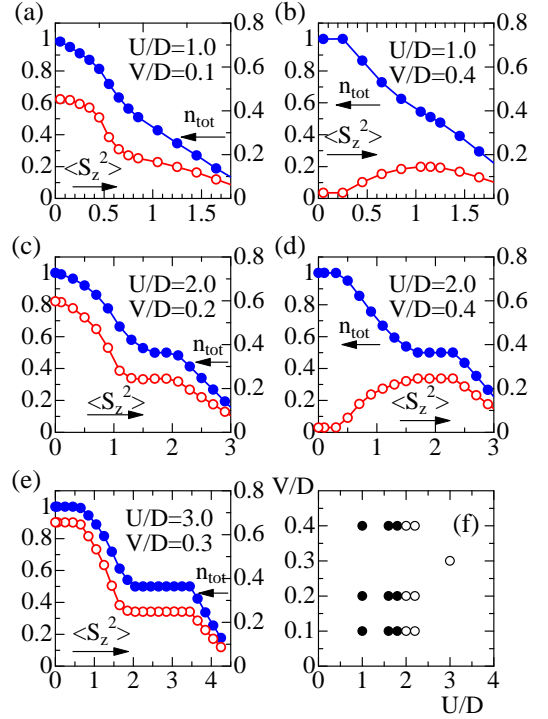 (a)
U/D=1.0
V/D=0.1
n_tot
<S_z^2>
1
0.8
0.6
0.4
0.2
0
0.8
0.6
0.4
0.2
0
0 0.5 1 1.5
(b)
U/D=1.0
V/D=0.4
n_tot
<S_z^2>
1
0.8
0.6
0.4
0.2
0
0.8
0.6
0.4
0.2
0
0 0.5 1 1.5
(c)
U/D=2.0
V/D=0.2
n_tot
<S_z^2>
1
0.8
0.6
0.4
0.2
0
0.8
0.6
0.4
0.2
0
0 1 2 3
(d)
U/D=2.0
V/D=0.4
n_tot
<S_z^2>
1
0.8
0.6
0.4
0.2
0
0.8
0.6
0.4
0.2
0
0 1 2 3
(e)
U/D=3.0
V/D=0.3
n_tot
<S_z^2>
1
0.8
0.6
0.4
0.2
0
0.8
0.6
0.4
0.2
0
0 1 2 3 4
V/D
(f)
0.4
0.3
0.2
0.1
0 1 2 3 4
U/D